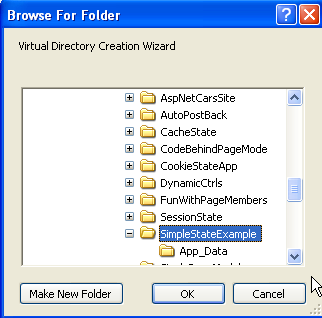 Browse For Folder
Virtual Directory Creation Wizard
AspNetCarsSite
AutoPostBack
CacheState
CodeBehindPageMode
CookieStateApp
DynamicCtrls
FunWithPageMembers
SessionState
SimpleStateExample
App_Data
Make New Folder
OK
Cancel